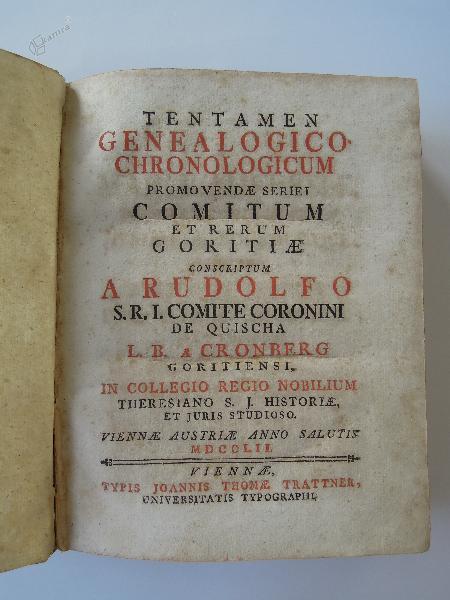 kamra
TENTAMEN
GENEALOGICO-
CHRONOLOGICUM
PROMOVENDÆ SERIEI
COMITUM
ET RERUM
GORITIÆ
CONSCRIPTUM
A RUDOLFO
S. R. I. COMITE CORONINI
DE QUISCHA
L. B. A CRONBERG
GORITIENSI,
IN COLLEGIO REGIO NOBILIUM
THERESIANO S. J. HISTORIÆ,
ET JURIS STUDIOSO.
VIENNÆ AUSTRIÆ ANNO SALUTIS
MDCCLII.
VIENNÆ,
TYPIS JOANNIS THOMÆ TRATTNER,
UNIVERSITATIS TYPOGRAPHI.